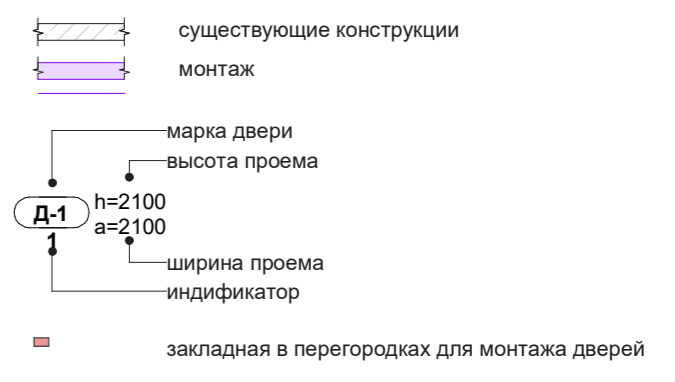 существующие конструкции
монтаж
марка двери
высота проема
Д-1
h=2100
a=2100
1
ширина проема
индификатор
закладная в перегородках для монтажа дверей